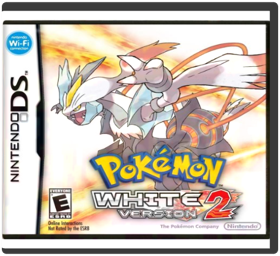 Nintendo
Wi-Fi
CONNECTION
NINTENDO DS
POKÉMON
WHITE
VERSION 2
EVERYONE
E
ESRB
Online Interactions
Not Rated by the ESRB
The Pokémon Company
Nintendo